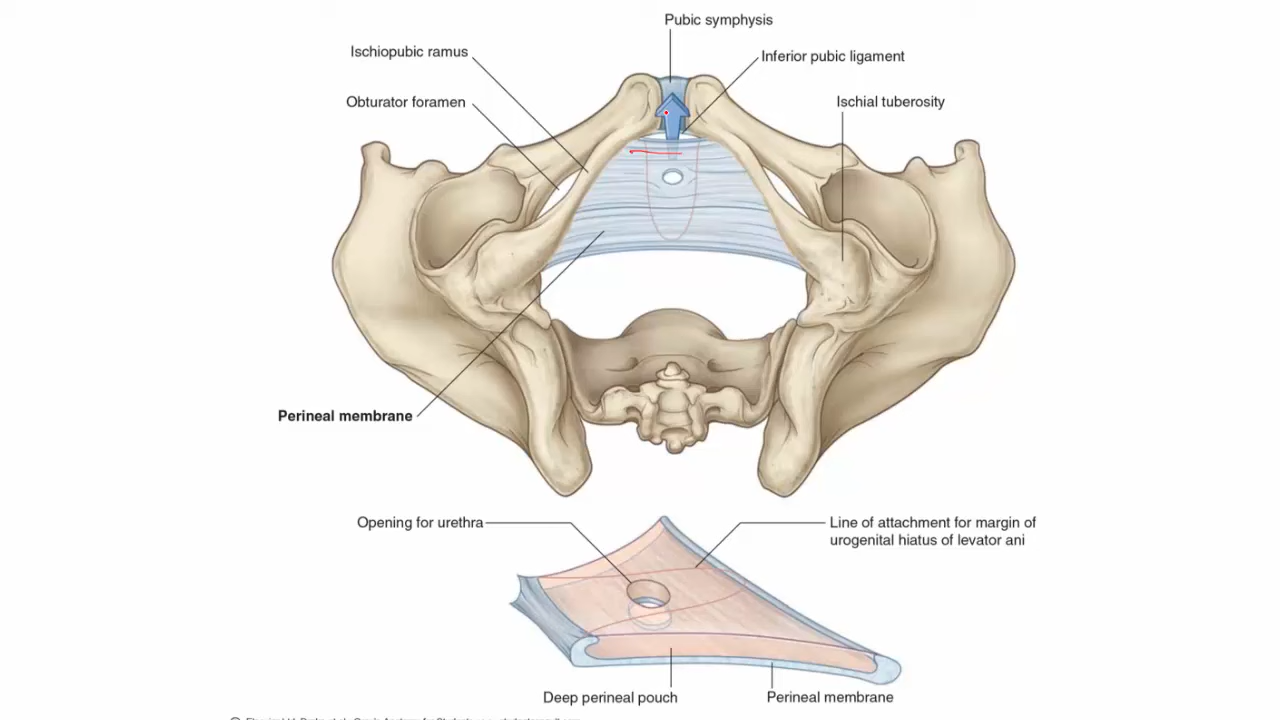 Pubic symphysis
Ischiopubic ramus
Inferior pubic ligament
Obturator foramen
Ischial tuberosity
Perineal membrane
Opening for urethra
Line of attachment for margin of
urogenital hiatus of levator ani
Deep perineal pouch
Perineal membrane